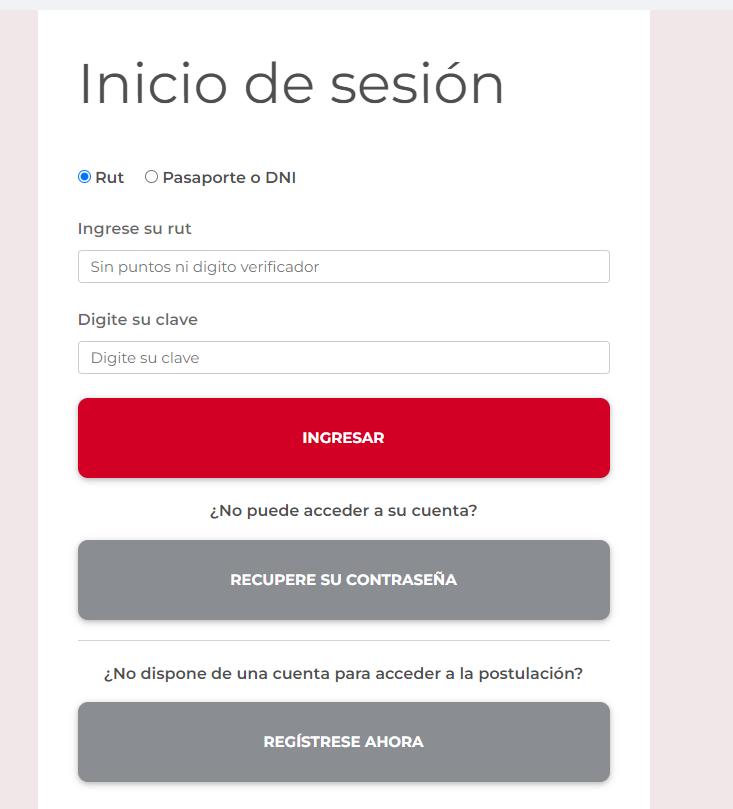 Inicio de sesión
Rut Pasaporte o DNI
Ingrese su rut
Sin puntos ni digito verificador
Digite su clave
Digite su clave
INGRESAR
¿No puede acceder a su cuenta?
RECUPERE SU CONTRASEÑA
¿No dispone de una cuenta para acceder a la postulación?
REGÍSTRESE AHORA